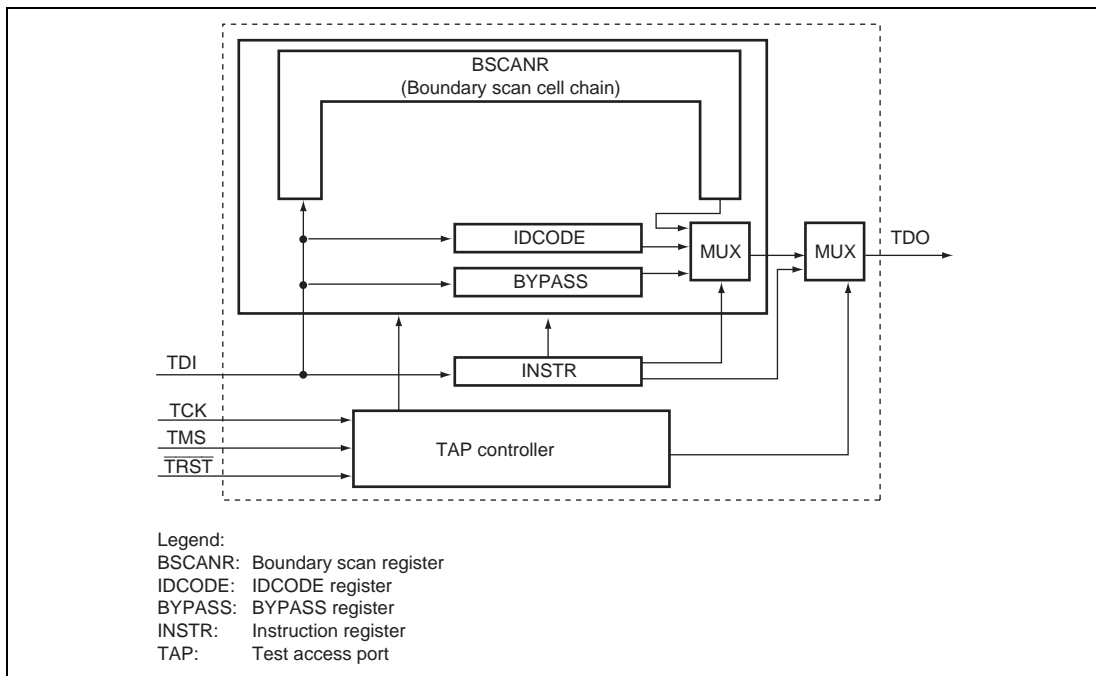 BSCANR
(Boundary scan cell chain)
IDCODE
BYPASS
MUX
MUX
TDO
TDI
INSTR
TCK
TMS
TRST
TAP controller
Legend:
BSCANR: Boundary scan register
IDCODE: IDCODE register
BYPASS: BYPASS register
INSTR: Instruction register
TAP: Test access port